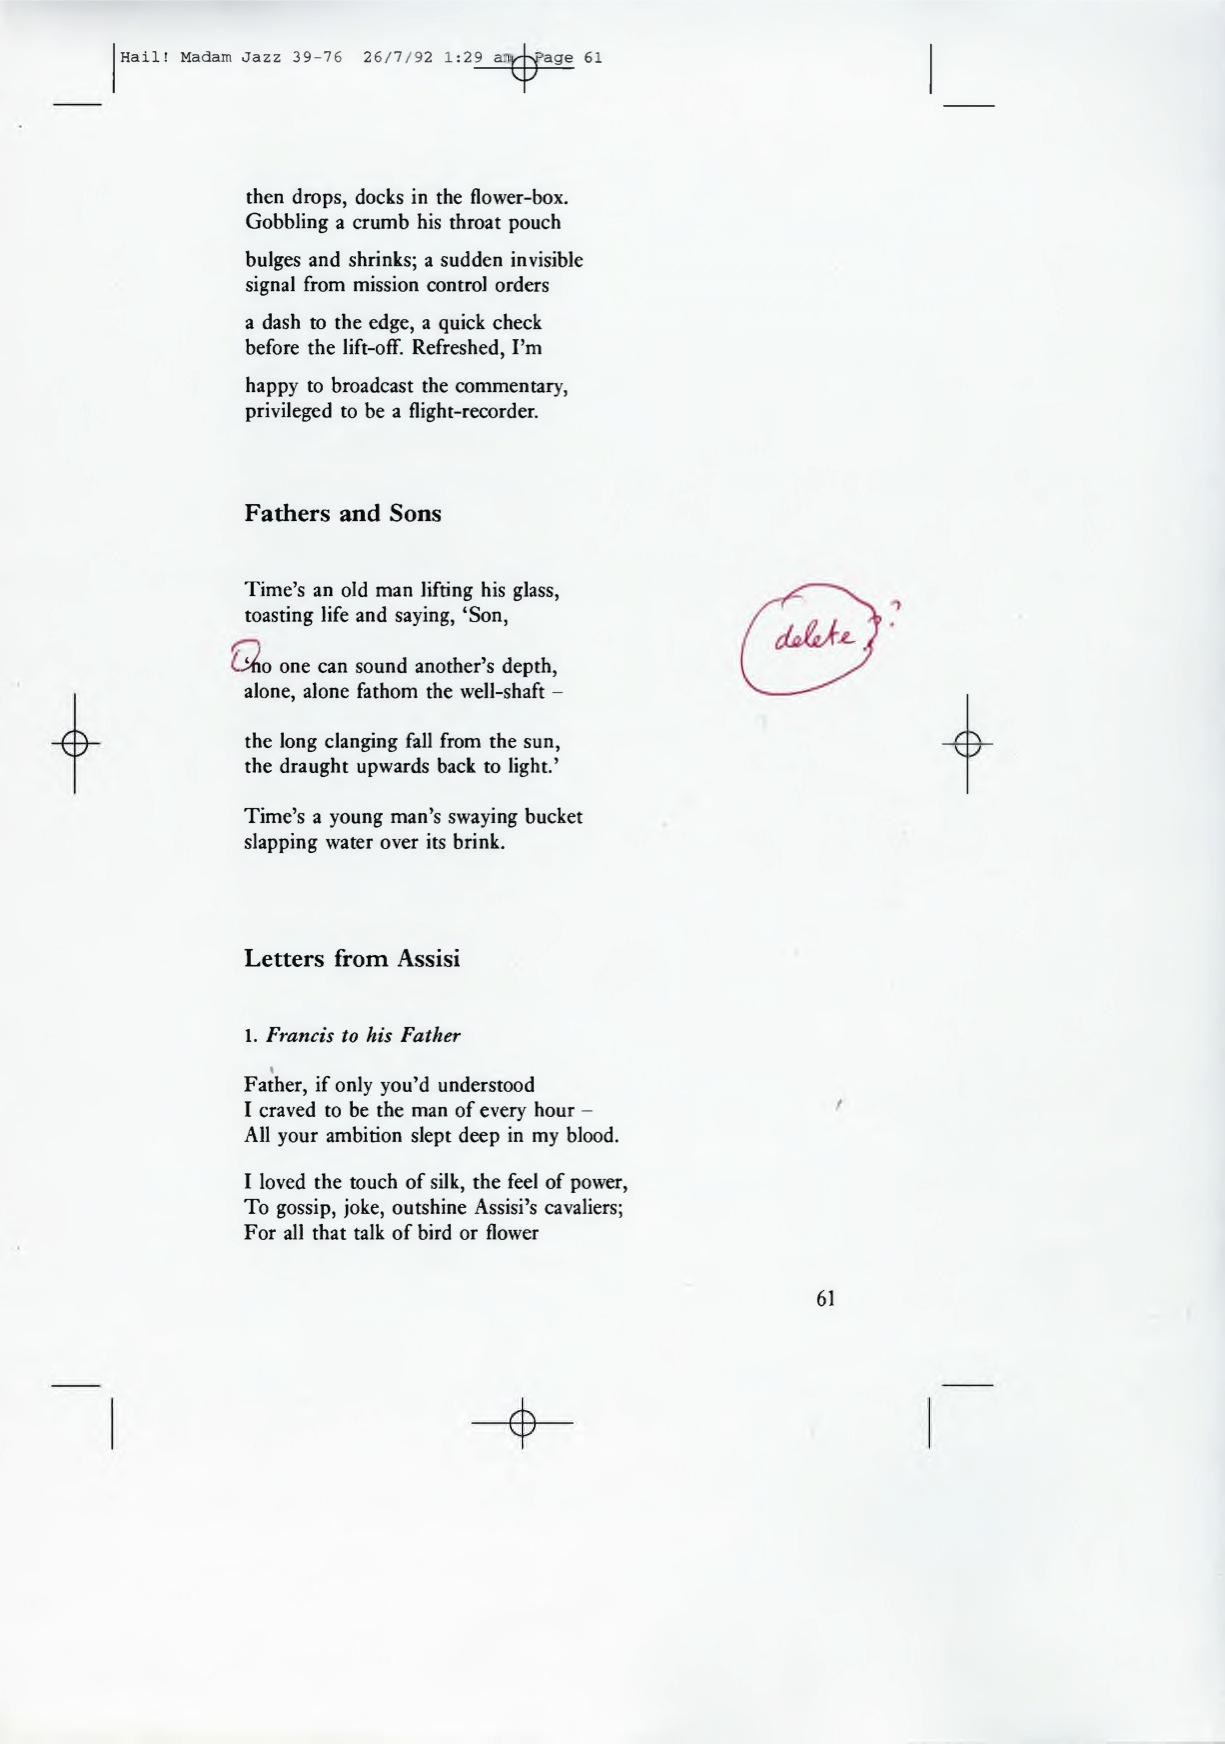 Hail! Madam Jazz 39-76 26/7/92 1:29 am Page 61
then drops, docks in the flower-box.
Gobbling a crumb his throat pouch
bulges and shrinks; a sudden invisible
signal from mission control orders
a dash to the edge, a quick check
before the lift-off. Refreshed, I’m
happy to broadcast the commentary,
privileged to be a flight-recorder.
Fathers and Sons
Time’s an old man lifting his glass,
toasting life and saying, ‘Son,
‘no one can sound another’s depth,
alone, alone fathom the well-shaft –
the long clanging fall from the sun,
the draught upwards back to light.’
Time’s a young man’s swaying bucket
slapping water over its brink.
delete ?
Letters from Assisi
1. Francis to his Father
Father, if only you’d understood
I craved to be the man of every hour –
All your ambition slept deep in my blood.
I loved the touch of silk, the feel of power,
To gossip, joke, outshine Assisi’s cavaliers;
For all that talk of bird or flower
61